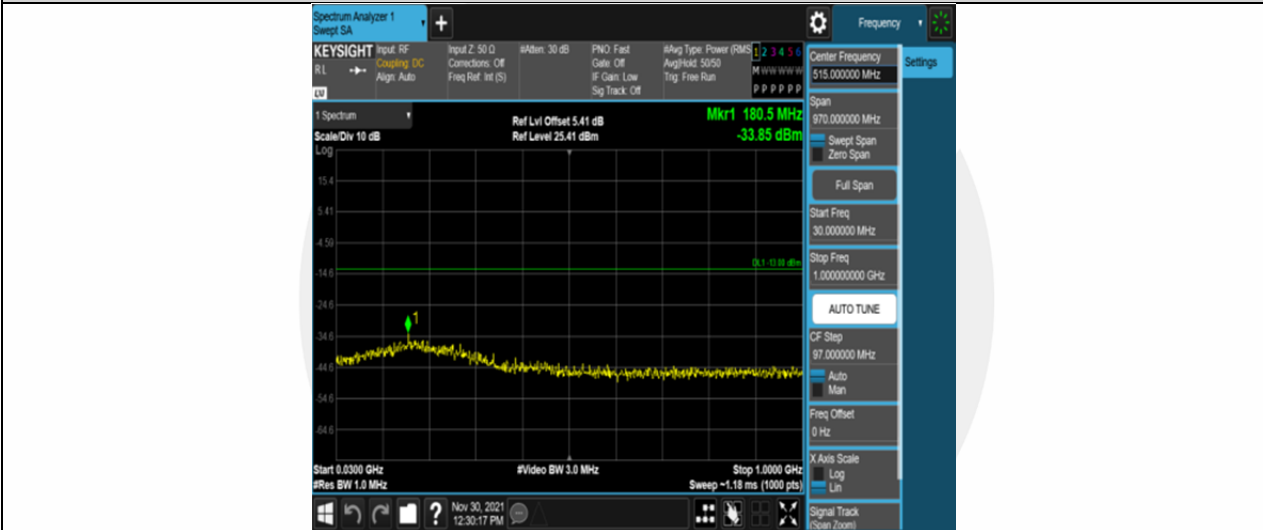 Spectrum Analyzer 1
Swept SA
+
Frequency
KEYSIGHT
RL
LV
Input: RF
Coupling: DC
Align: Auto
Input Z: 50 Ω
Corrections: Off
Freq Ref: Int (S)
#Atten: 30 dB
PNO: Fast
Gate: Off
IF Gain: Low
Sig Track: Off
#Avg Type: Power (RMS
Avg|Hold: 50/50
Trig: Free Run
1 2 3 4 5 6
M W W W W W
P P P P P P
Settings
1 Spectrum
Scale/Div 10 dB
Log
Ref Lvl Offset 5.41 dB
Ref Level 25.41 dBm
Mkr1 180.5 MHz
-33.85 dBm
15.4
5.41
-4.59
-14.6
-24.6
-34.6
-44.6
-54.6
-64.6
DL1 -13.00 dBm
1
Start 0.0300 GHz
#Res BW 1.0 MHz
#Video BW 3.0 MHz
Stop 1.0000 GHz
Sweep ~1.18 ms (1000 pts)
?
Nov 30, 2021
12:30:17 PM
Center Frequency
515.000000 MHz
Span
970.000000 MHz
Swept Span
Zero Span
Full Span
Start Freq
30.000000 MHz
Stop Freq
1.000000000 GHz
AUTO TUNE
CF Step
97.000000 MHz
Auto
Man
Freq Offset
0 Hz
X Axis Scale
Log
Lin
Signal Track
(Span Zoom)